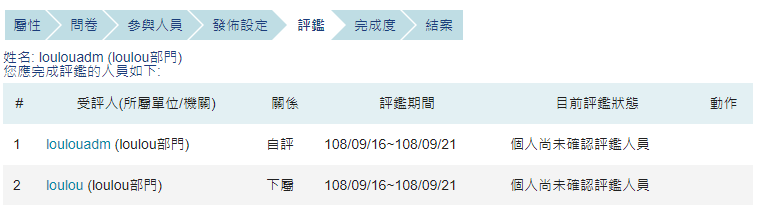 屬性 問卷 參與人員 發佈設定 評鑑 完成度 結案
姓名: loulouadm (loulou部門)
您應完成評鑑的人員如下:
# 受評人(所屬單位/機關) 關係 評鑑期間 目前評鑑狀態 動作
1 loulouadm (loulou部門) 自評 108/09/16~108/09/21 個人尚未確認評鑑人員
2 loulou (loulou部門) 下屬 108/09/16~108/09/21 個人尚未確認評鑑人員